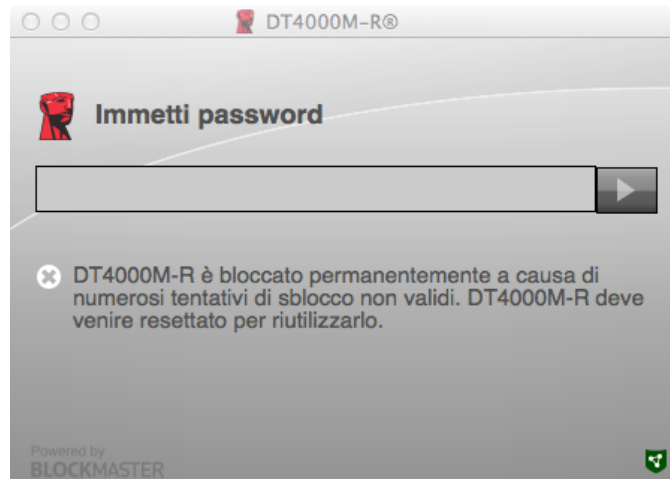 DT4000M-R®
Immetti password
DT4000M-R è bloccato permanentemente a causa di
numerosi tentativi di sblocco non validi. DT4000M-R deve
venire resettato per riutilizzarlo.
Powered by
BLOCKMASTER